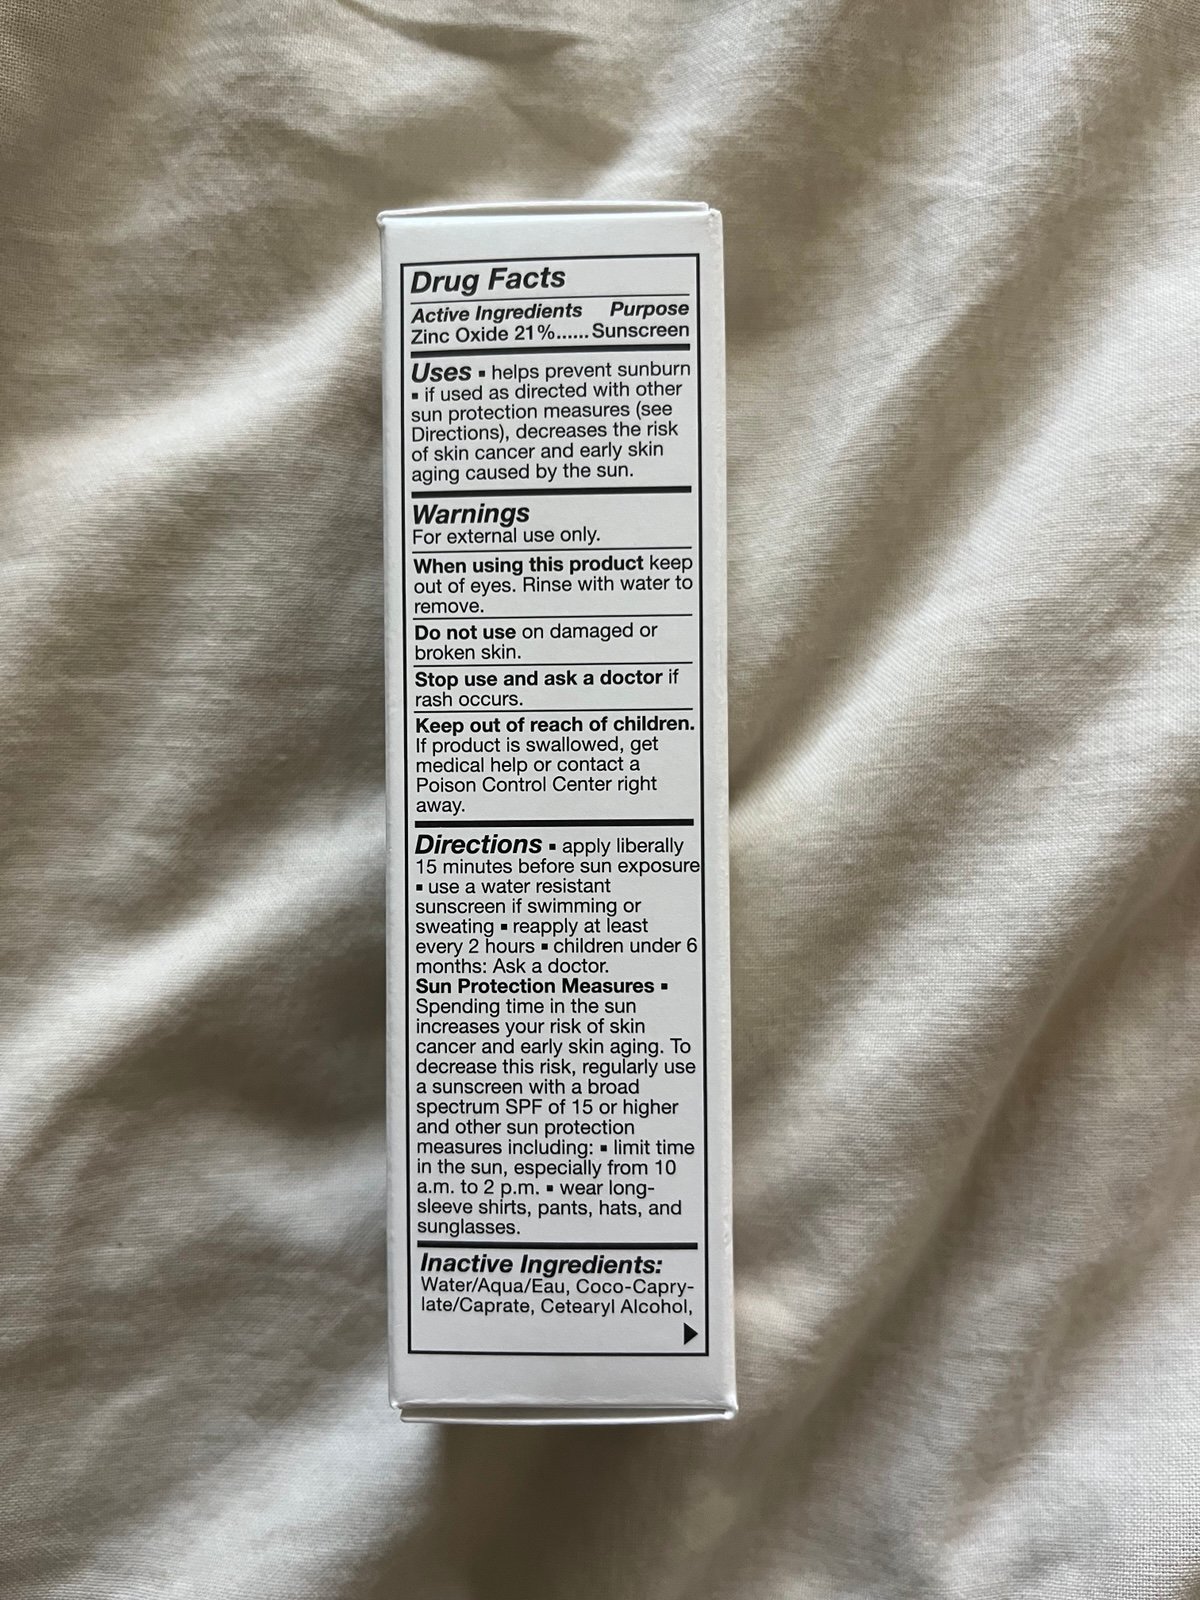 Drug Facts
Active Ingredients Purpose
Zinc Oxide 21%......Sunscreen
Uses ▪ helps prevent sunburn
▪ if used as directed with other
sun protection measures (see
Directions), decreases the risk
of skin cancer and early skin
aging caused by the sun.
Warnings
For external use only.
When using this product keep
out of eyes. Rinse with water to
remove.
Do not use on damaged or
broken skin.
Stop use and ask a doctor if
rash occurs.
Keep out of reach of children.
If product is swallowed, get
medical help or contact a
Poison Control Center right
away.
Directions ▪ apply liberally
15 minutes before sun exposure
▪ use a water resistant
sunscreen if swimming or
sweating ▪ reapply at least
every 2 hours ▪ children under 6
months: Ask a doctor.
Sun Protection Measures ▪
Spending time in the sun
increases your risk of skin
cancer and early skin aging. To
decrease this risk, regularly use
a sunscreen with a broad
spectrum SPF of 15 or higher
and other sun protection
measures including: ▪ limit time
in the sun, especially from 10
a.m. to 2 p.m. ▪ wear long-
sleeve shirts, pants, hats, and
sunglasses.
Inactive Ingredients:
Water/Aqua/Eau, Coco-Capry-
late/Caprate, Cetearyl Alcohol,